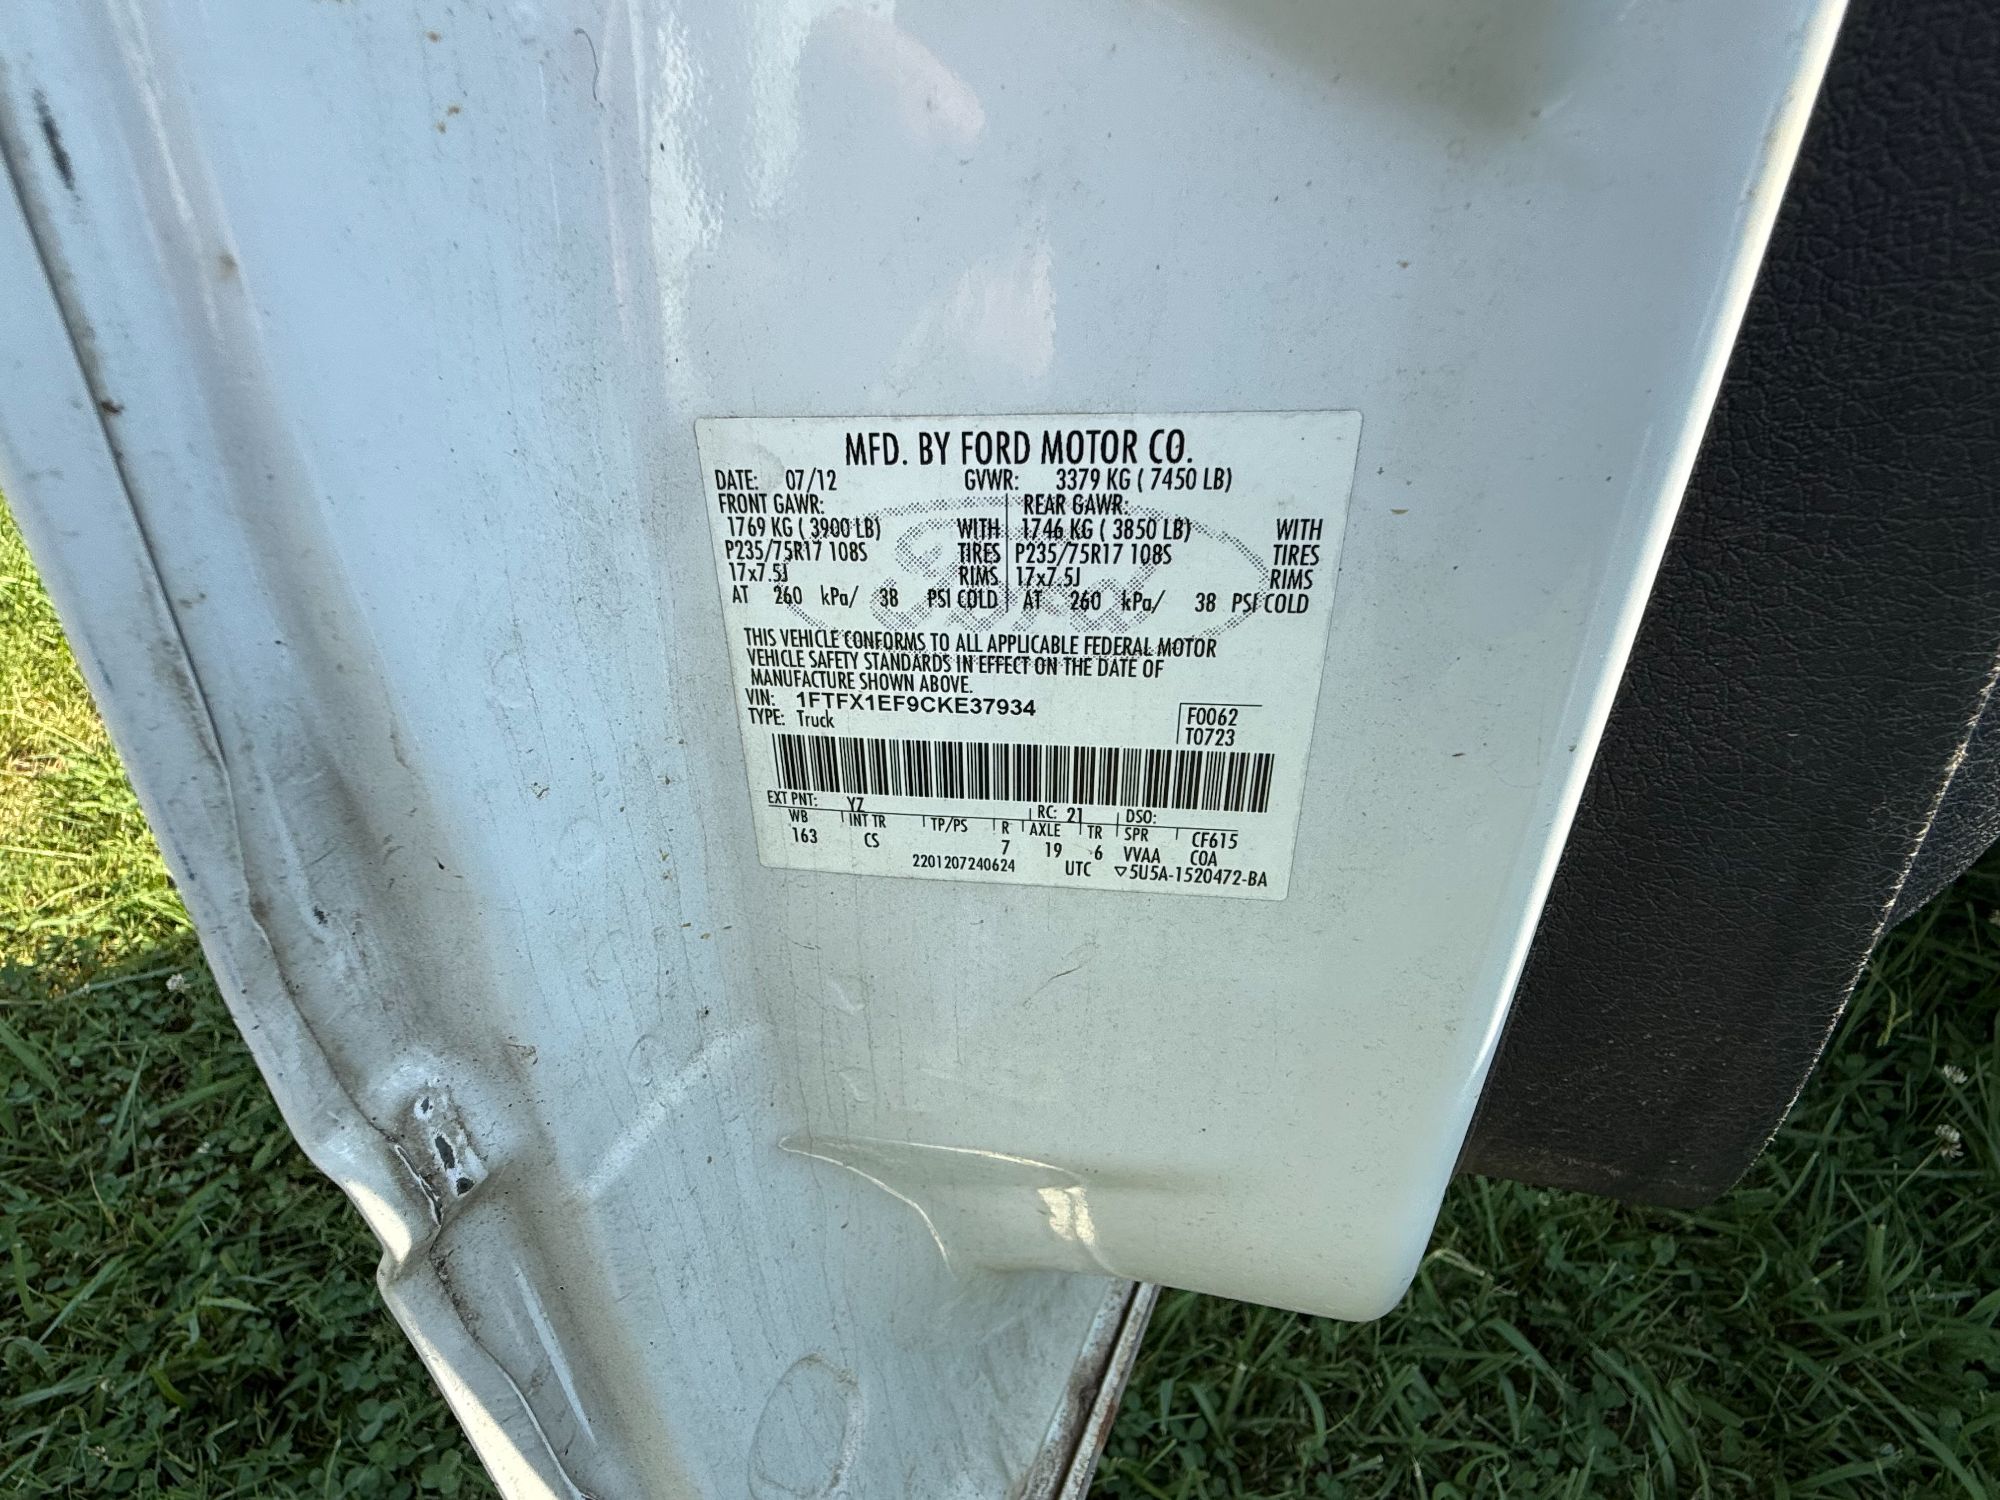 MFD. BY FORD MOTOR CO.
DATE: 07/12 GVWR: 3379 KG ( 7450 LB)
FRONT GAWR: REAR GAWR:
1769 KG ( 3900 LB) WITH 1746 KG ( 3850 LB) WITH
P235/75R17 108S TIRES P235/75R17 108S TIRES
17x7.5J RIMS 17x7.5J RIMS
AT 260 kPa/ 38 PSI COLD AT 260 kPa/ 38 PSI COLD
Ford
THIS VEHICLE CONFORMS TO ALL APPLICABLE FEDERAL MOTOR
VEHICLE SAFETY STANDARDS IN EFFECT ON THE DATE OF
MANUFACTURE SHOWN ABOVE.
VIN: 1FTFX1EF9CKE37934
TYPE: Truck
F0062
T0723
EXT PNT: YZ RC: 21 DSO:
WB INT TR TP/PS R AXLE TR SPR CF615
163 CS 7 19 6 VVAA COA
2201207240624 UTC ▽5U5A-1520472-BA